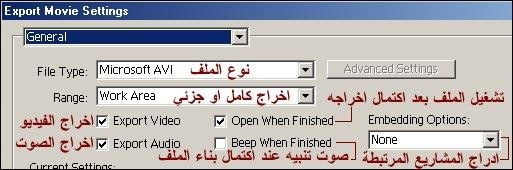 Export Movie Settings
General
File Type: Microsoft AVI نوع الملف Advanced Settings
Range: Work Area اخراج كامل او جزئي تشغيل الملف بعد اكتمال اخراجه
اخراج الفيديو Export Video Open When Finished Embedding Options:
اخراج الصوت Export Audio Beep When Finished None
صوت تنبيه عند اكتمال بناء الملف ادراج المشاريع المرتبطة
Current Settings: